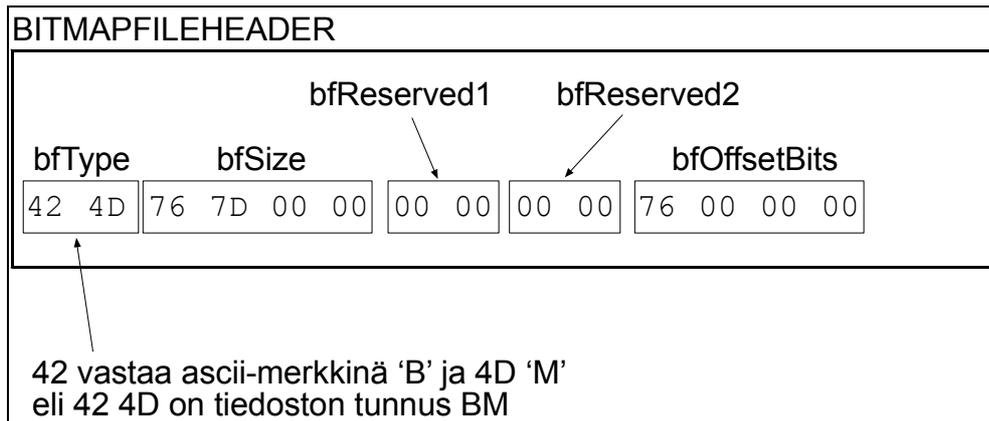 BITMAPFILEHEADER
bfReserved1 bfReserved2
bfType bfSize bfOffsetBits
42 4D 76 7D 00 00 00 00 00 00 76 00 00 00
42 vastaa ascii-merkkinä ‘B’ ja 4D ‘M’
eli 42 4D on tiedoston tunnus BM